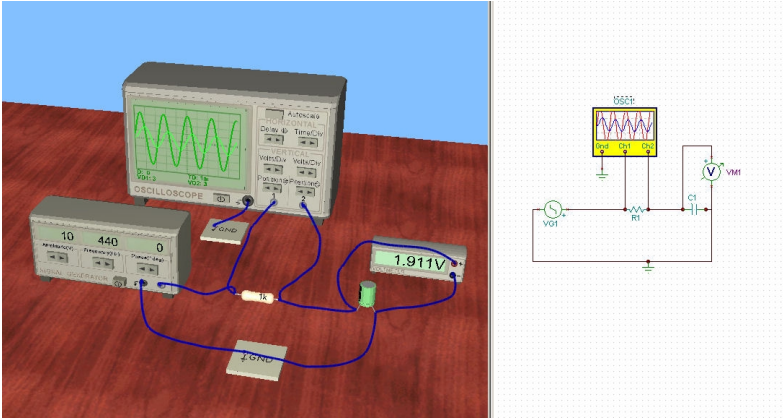 Autoscale
HORIZONTAL
Delay
Time/Div
VERTICAL
Volts/Div
Volts/Div
Position
Position
1
2
OSCILLOSCOPE
GND
10
440
0
SIGNAL GENERATOR
1k
1.911V
+
-
GND
OSC1
Gnd
Ch1
Ch2
V
+
VM1
C1
R1
VG1
+